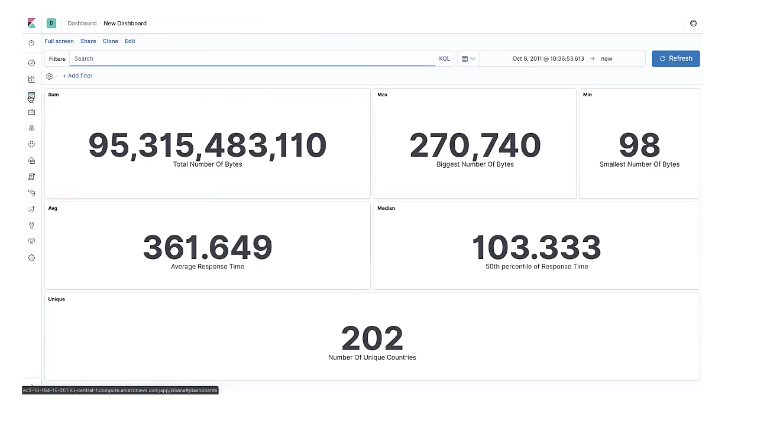 D Dashboard New Dashboard
Full screen Share Clone Edit
Filters Search KQL Oct 6, 2011 @ 10:36:53.613 → now Refresh
+ Add filter
Sum Max Min
95,315,483,110 270,740 98
Total Number Of Bytes Biggest Number Of Bytes Smallest Number Of Bytes
Avg Median
361.649 103.333
Average Response Time 50th percentile of Response Time
Unique
202
Number Of Unique Countries